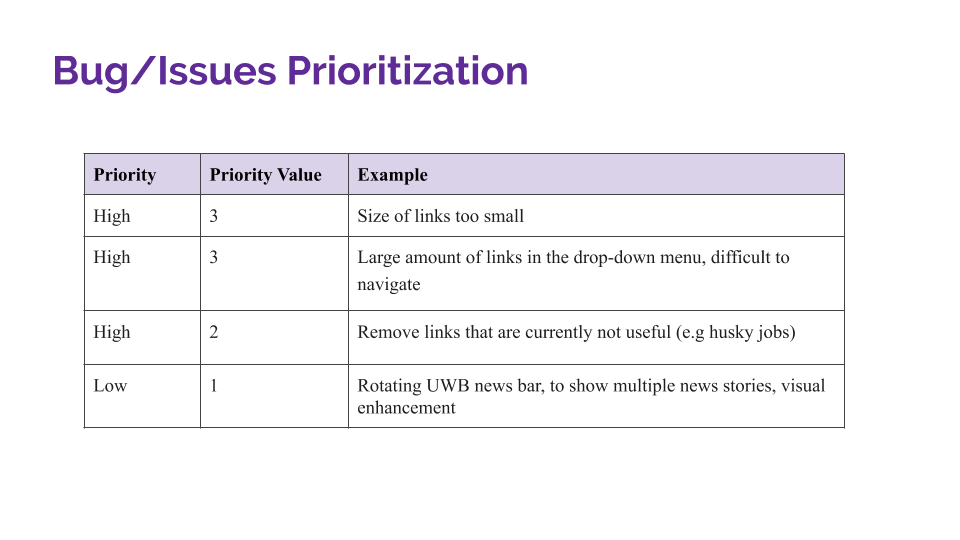 Bug/Issues Prioritization
Priority Priority Value Example
High 3 Size of links too small
High 3 Large amount of links in the drop-down menu, difficult to
navigate
High 2 Remove links that are currently not useful (e.g husky jobs)
Low 1 Rotating UWB news bar, to show multiple news stories, visual
enhancement